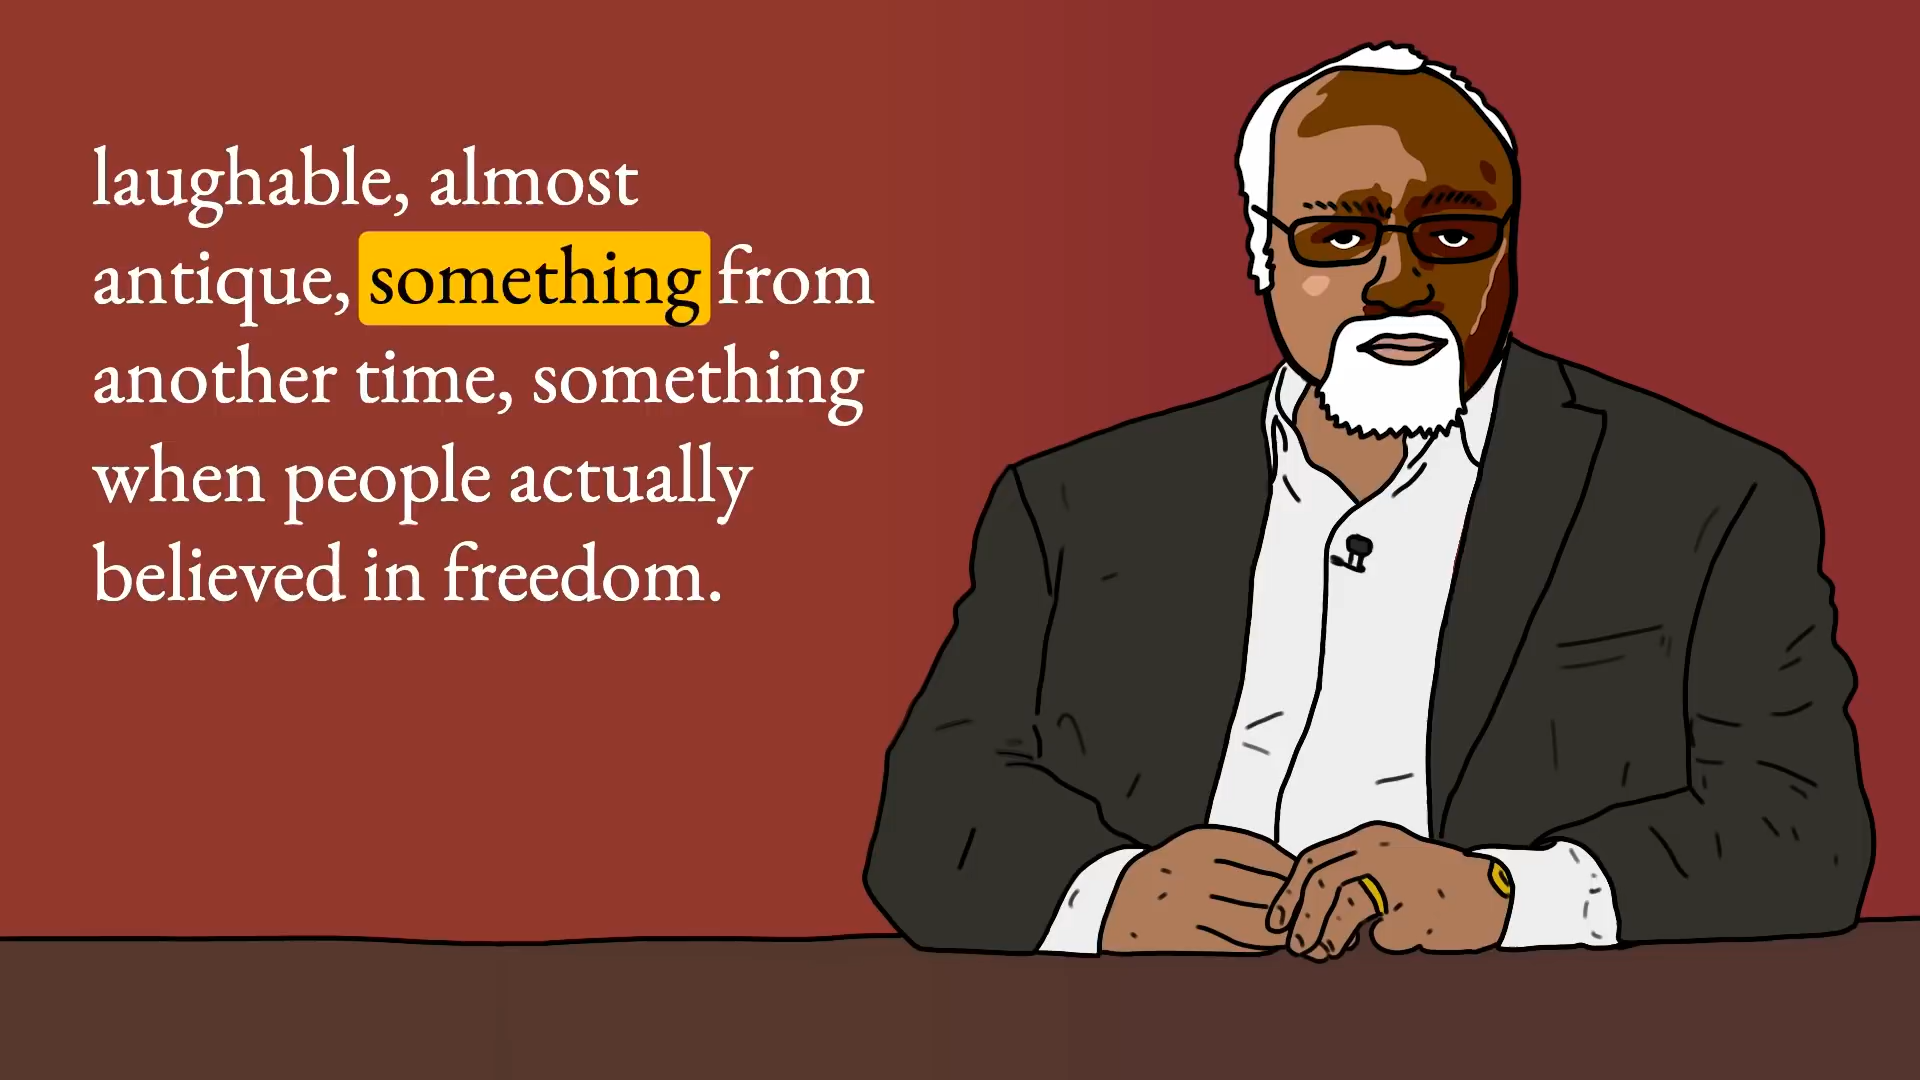 laughable, almost
antique, something from
another time, something
when people actually
believed in freedom.